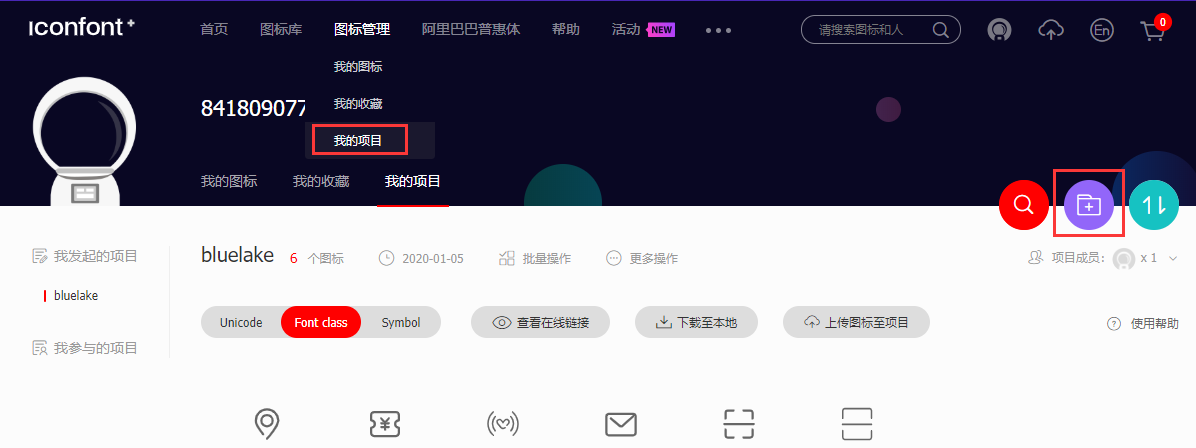 iconfont+ 首页 图标库 图标管理 阿里巴巴普惠体 帮助 活动 NEW 请搜索图标和人 En 0
我的图标
我的收藏
841809077
我的项目
我的图标 我的收藏 我的项目
我发起的项目 bluelake 6 个图标 2020-01-05 批量操作 更多操作 项目成员: x 1
bluelake
Unicode Font class Symbol 查看在线链接 下载至本地 上传图标至项目 使用帮助
我参与的项目